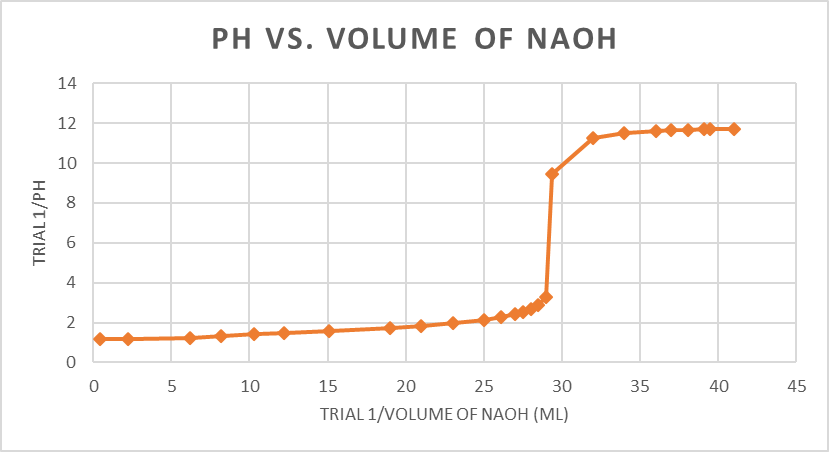 PH VS. VOLUME OF NAOH
TRIAL 1/PH
14
12
10
8
6
4
2
0
0 5 10 15 20 25 30 35 40 45
TRIAL 1/VOLUME OF NAOH (ML)